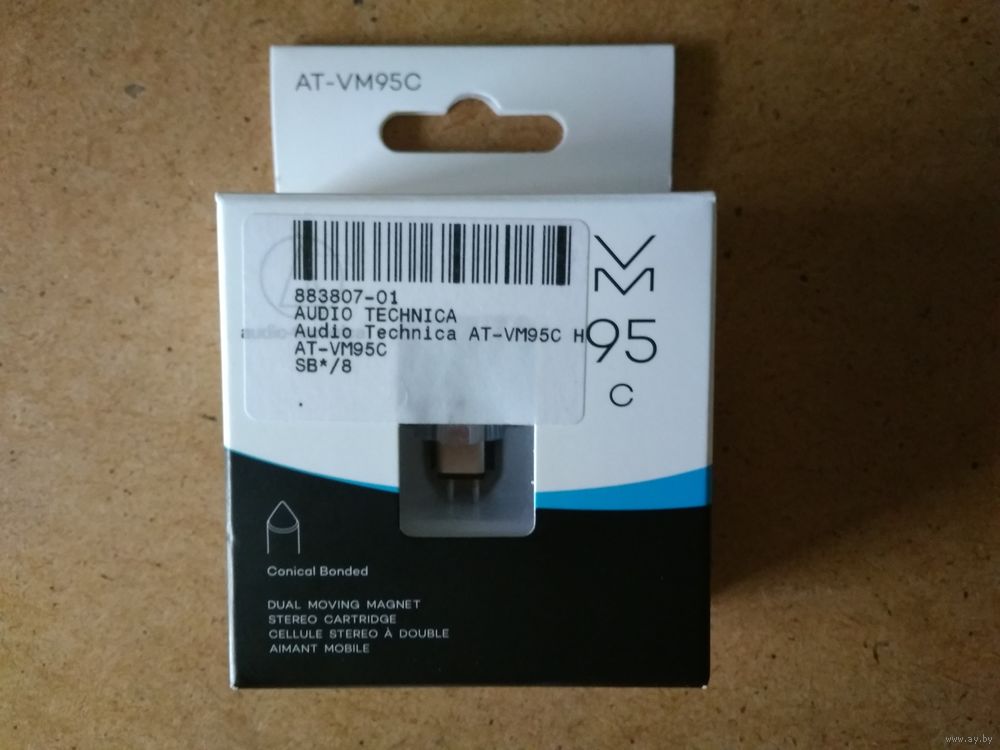 AT-VM95C
883807-01
AUDIO TECHNICA
Audio Technica AT-VM95C H
AT-VM95C
SB*/8
.
VM
95
C
Conical Bonded
DUAL MOVING MAGNET
STEREO CARTRIDGE
CELLULE STEREO À DOUBLE
AIMANT MOBILE
www.ay.by